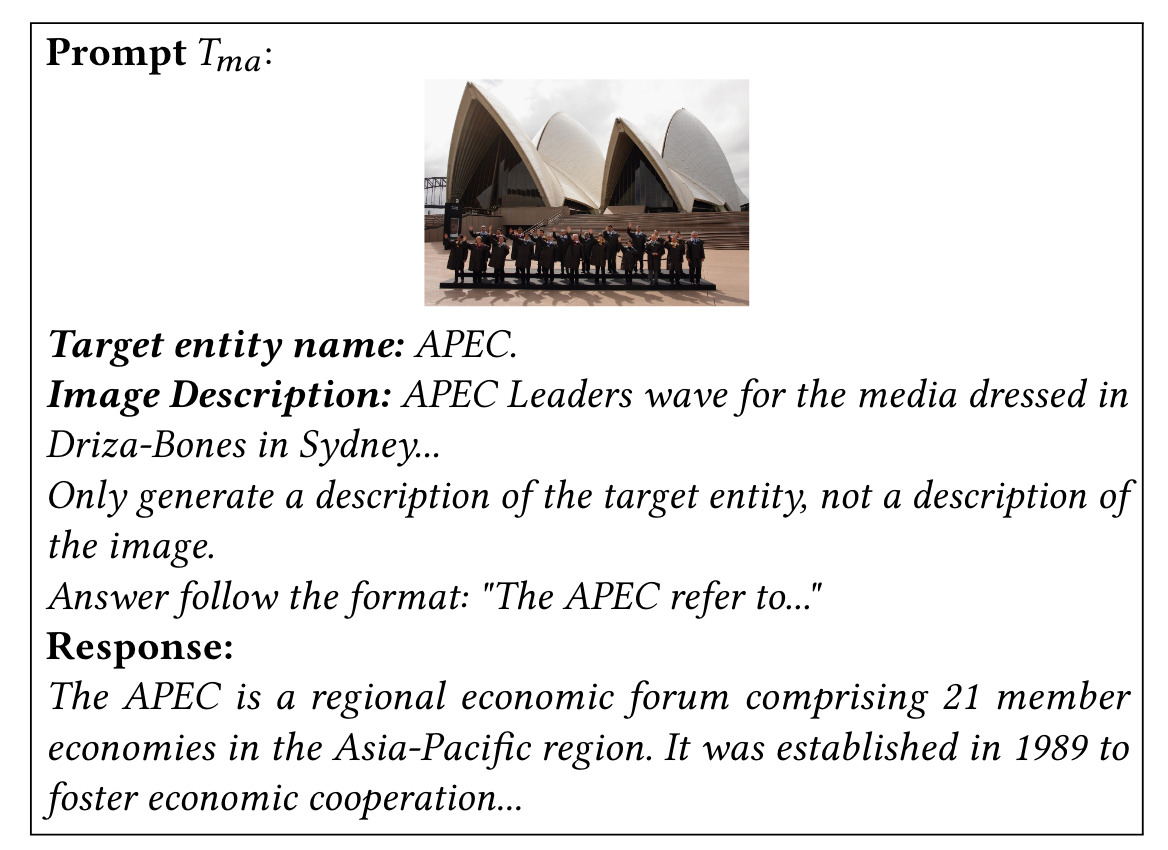 Prompt Tma:
Target entity name: APEC.
Image Description: APEC Leaders wave for the media dressed in
Driza-Bones in Sydney...
Only generate a description of the target entity, not a description of
the image.
Answer follow the format: "The APEC refer to..."
Response:
The APEC is a regional economic forum comprising 21 member
economies in the Asia-Pacific region. It was established in 1989 to
foster economic cooperation...